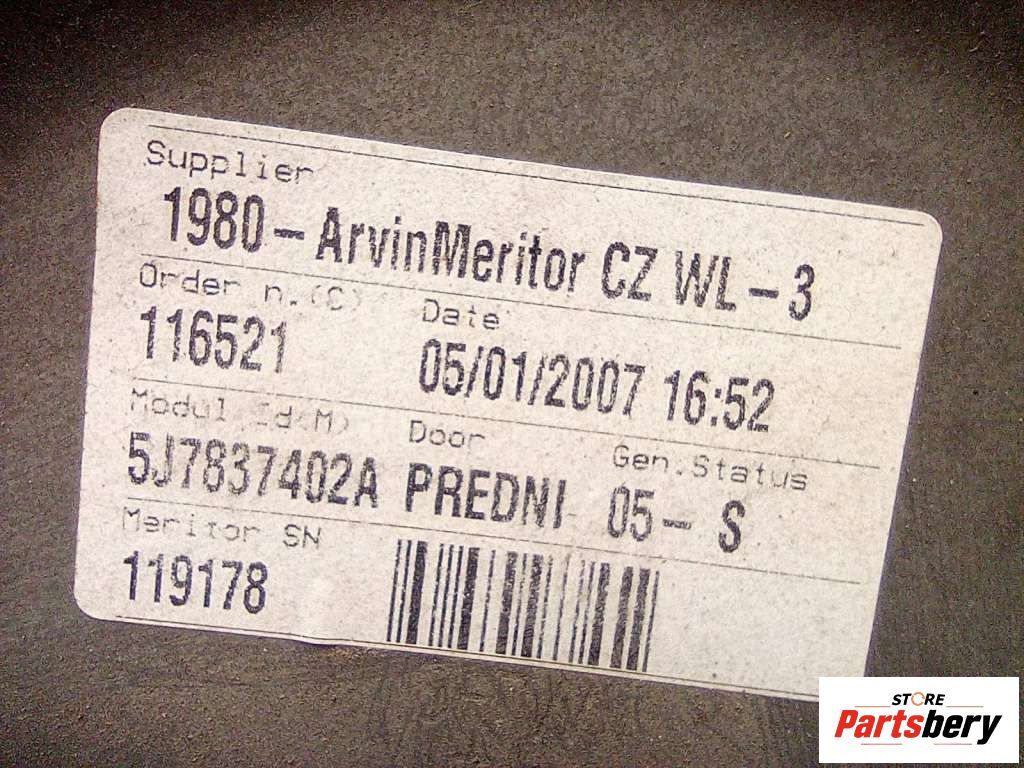 Supplier
1980-ArvinMeritor CZ WL-3
Order n.(C) Date
116521 05/01/2007 16:52
Modul Id(M) Door Gen.Status
5J7837402A PREDNI 05- S
Meritor SN
119178
STORE
Partsbery